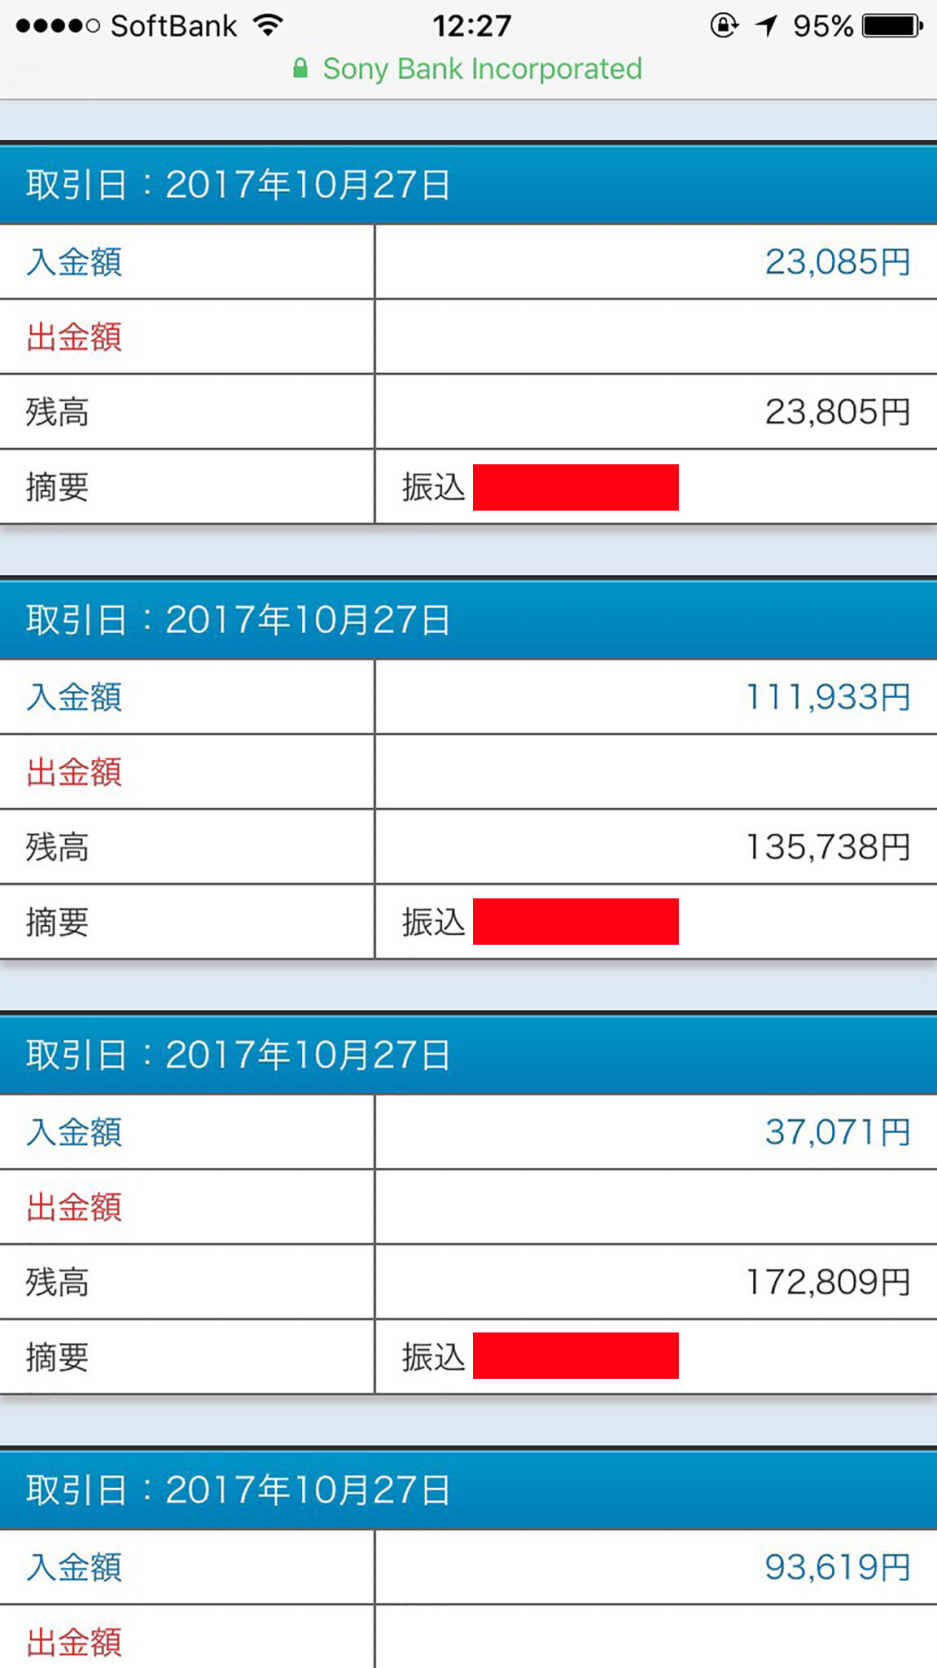 SoftBank 12:27 95%
Sony Bank Incorporated
取引日：2017年10月27日
入金額 23,085円
出金額
残高 23,805円
摘要 振込
取引日：2017年10月27日
入金額 111,933円
出金額
残高 135,738円
摘要 振込
取引日：2017年10月27日
入金額 37,071円
出金額
残高 172,809円
摘要 振込
取引日：2017年10月27日
入金額 93,619円
出金額